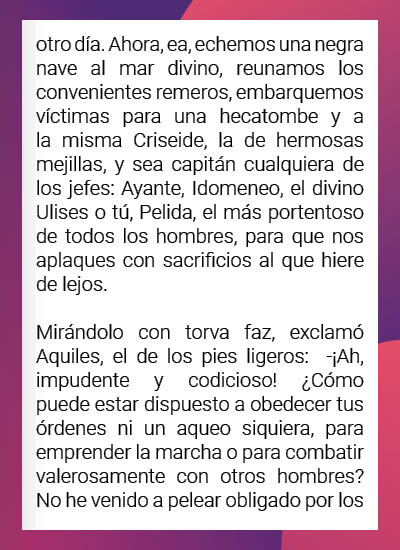 otro día. Ahora, ea, echemos una negra
nave al mar divino, reunamos los
convenientes remeros, embarquemos
víctimas para una hecatombe y a
la misma Criseide, la de hermosas
mejillas, y sea capitán cualquiera de
los jefes: Ayante, Idomeneo, el divino
Ulises o tú, Pelida, el más portentoso
de todos los hombres, para que nos
aplaques con sacrificios al que hiere
de lejos.
Mirándolo con torva faz, exclamó
Aquiles, el de los pies ligeros: -¡Ah,
impudente y codicioso! ¿Cómo
puede estar dispuesto a obedecer tus
órdenes ni un aqueo siquiera, para
emprender la marcha o para combatir
valerosamente con otros hombres?
No he venido a pelear obligado por los